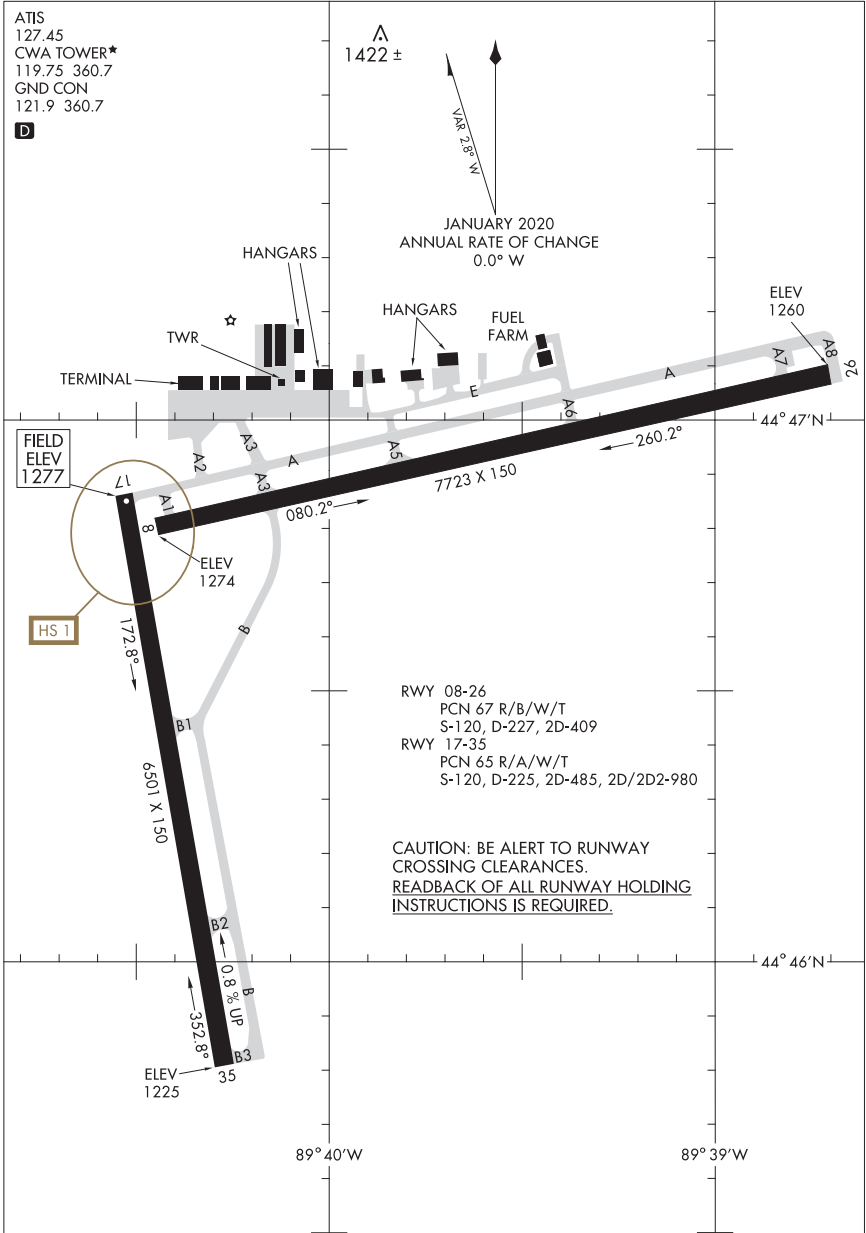 ATIS
127.45
CWA TOWER★
119.75 360.7
GND CON
121.9 360.7
D
1422 ±
VAR 2.8° W
JANUARY 2020
ANNUAL RATE OF CHANGE
0.0° W
HANGARS
HANGARS
FUEL
FARM
ELEV
1260
TWR
TERMINAL
A8
26
A7
A
E
A6
44° 47'N
FIELD
ELEV
1277
A2
A3
A
A5
260.2°
7723 X 150
17
A3
A1
080.2°
8
ELEV
1274
HS 1
172.8°
B
RWY 08-26
PCN 67 R/B/W/T
S-120, D-227, 2D-409
RWY 17-35
PCN 65 R/A/W/T
S-120, D-225, 2D-485, 2D/2D2-980
B1
6501 X 150
CAUTION: BE ALERT TO RUNWAY
CROSSING CLEARANCES.
READBACK OF ALL RUNWAY HOLDING
INSTRUCTIONS IS REQUIRED.
B2
44° 46'N
0.8 % UP
B
352.8°
B3
ELEV
1225
35
89° 40'W
89° 39'W